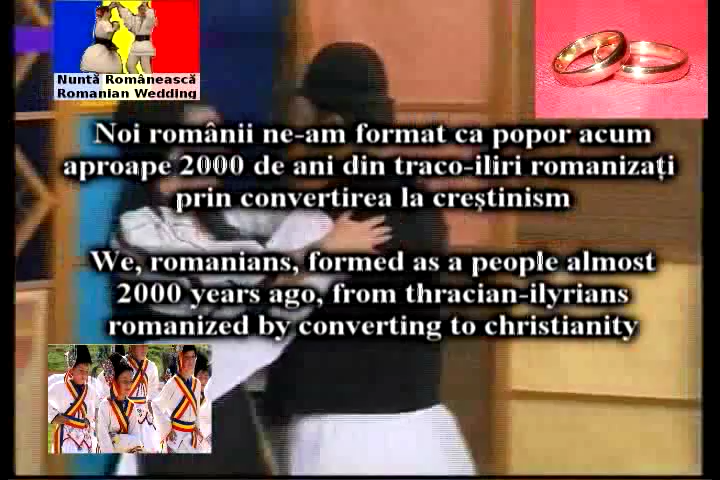 Nuntă Românească
Romanian Wedding
Noi românii ne-am format ca popor acum
aproape 2000 de ani din traco-iliri romanizați
prin convertirea la creştinism
We, romanians, formed as a people almost
2000 years ago, from thracian-ilyrians
romanized by converting to christianity